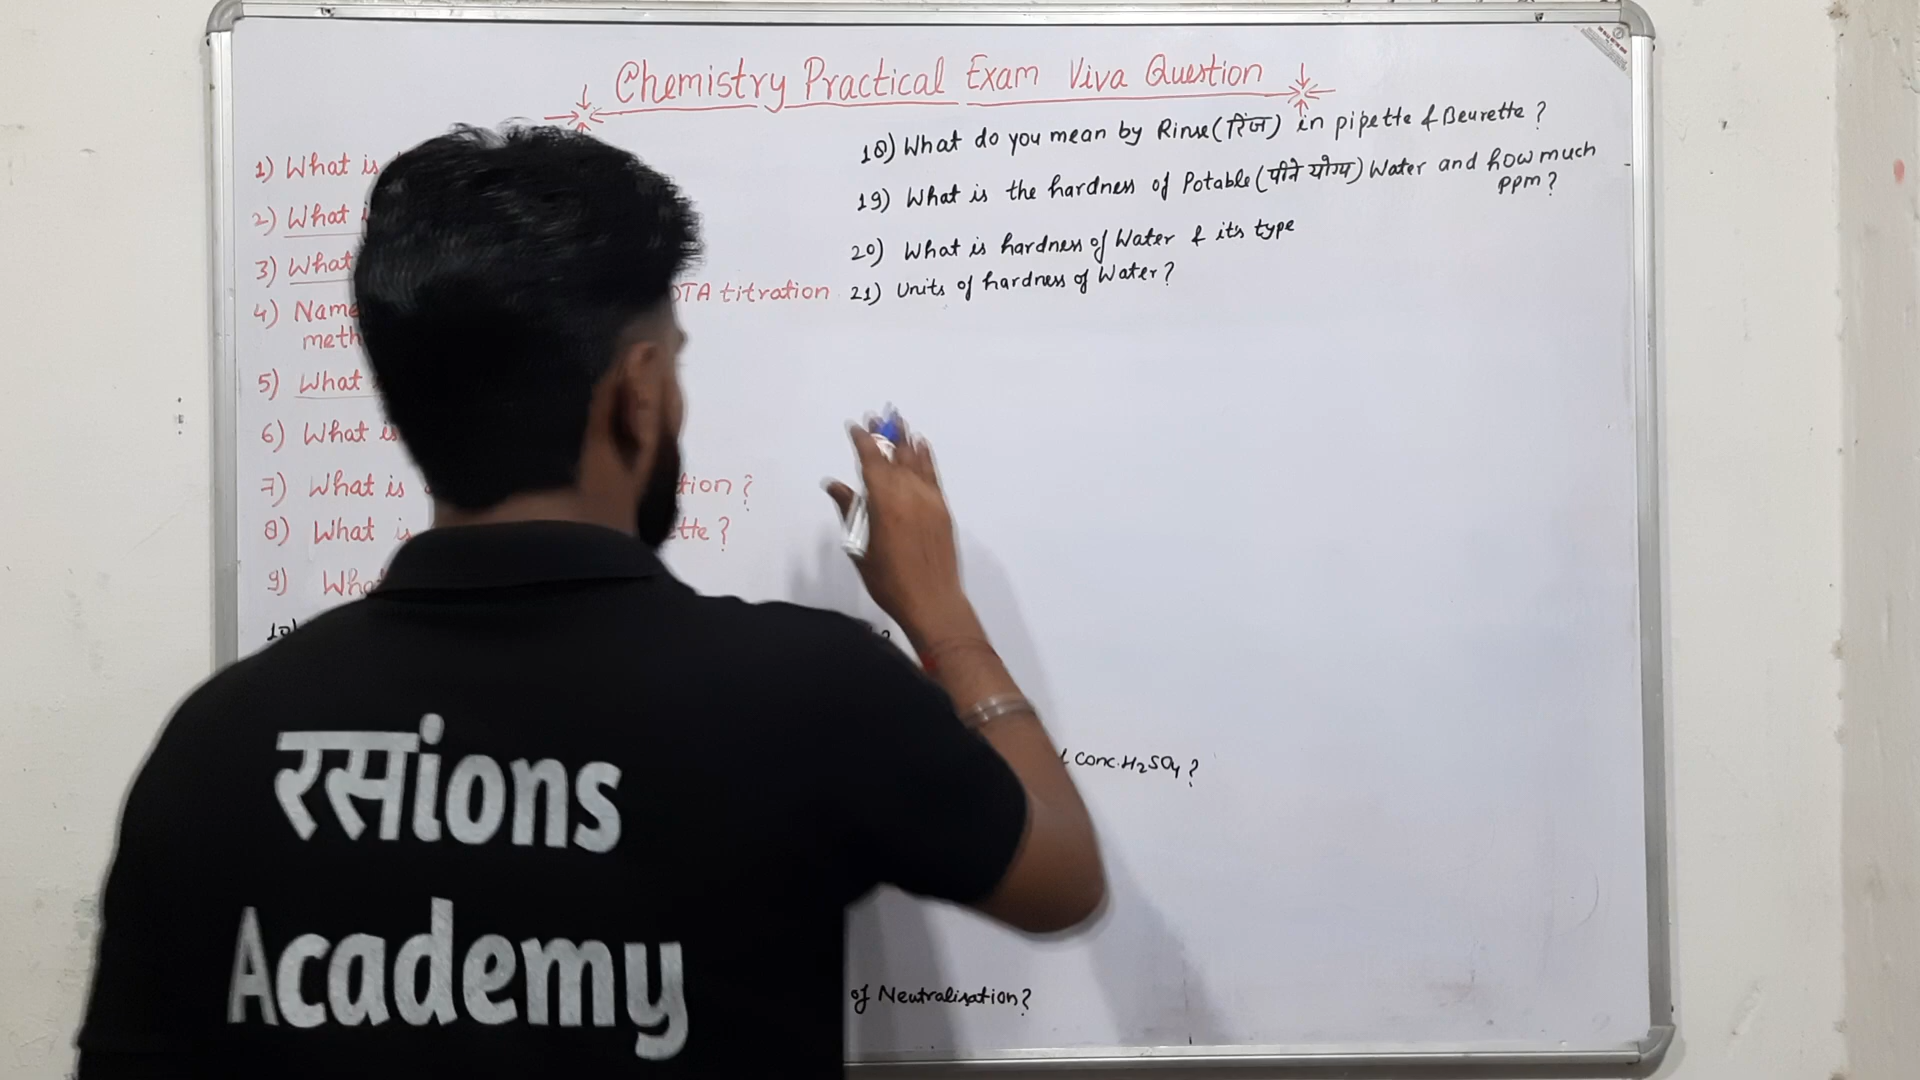 Chemistry Practical Exam Viva Question
1) What is
2) What
3) What
4) Name
DTA titration
meth
5) What
6) What is
7) What is
tion?
8) What is
tte?
9) Wha
10)
?
18) What do you mean by Rinse (रिंज) in pipette & Beurette?
19) What is the hardness of Potable (पीने योग्य) Water and how much
ppm?
20) What is hardness of Water & its type
21) Units of hardness of Water?
conc. H₂SO₄?
of Neutralisation?
रसions
Academy